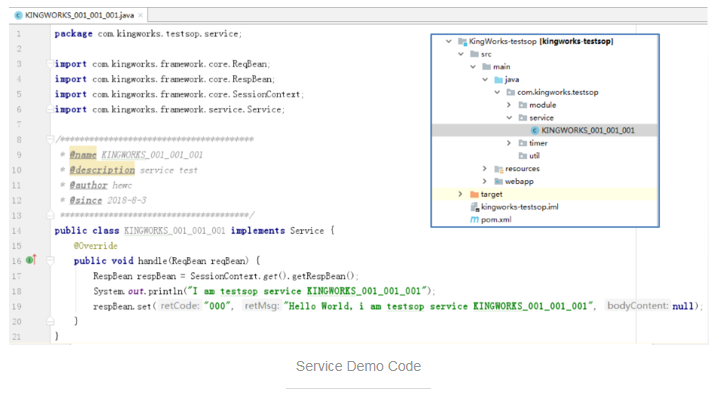 KINGWORKS_001_001_001.java ×
1 package com.kingworks.testsop.service;
2
3 import com.kingworks.framework.core.ReqBean;
4 import com.kingworks.framework.core.RespBean;
5 import com.kingworks.framework.core.SessionContext;
6 import com.kingworks.framework.service.Service;
7
8 /****************************************
9 * @name KINGWORKS_001_001_001
10 * @description service test
11 * @author hewc
12 * @since 2018-8-3
13 ***************************************/
14 public class KINGWORKS_001_001_001 implements Service {
15 @Override
16 public void handle(ReqBean reqBean) {
17 RespBean respBean = SessionContext.get().getRespBean();
18 System.out.println("I am testsop service KINGWORKS_001_001_001");
19 respBean.set( retCode: "000", retMsg: "Hello World, i am testsop service KINGWORKS_001_001_001", bodyContent: null);
20 }
21 }
KingWorks-testsop [kingworks-testsop]
src
main
java
com.kingworks.testsop
module
service
KINGWORKS_001_001_001
timer
util
resources
webapp
target
kingworks-testsop.iml
pom.xml
Service Demo Code